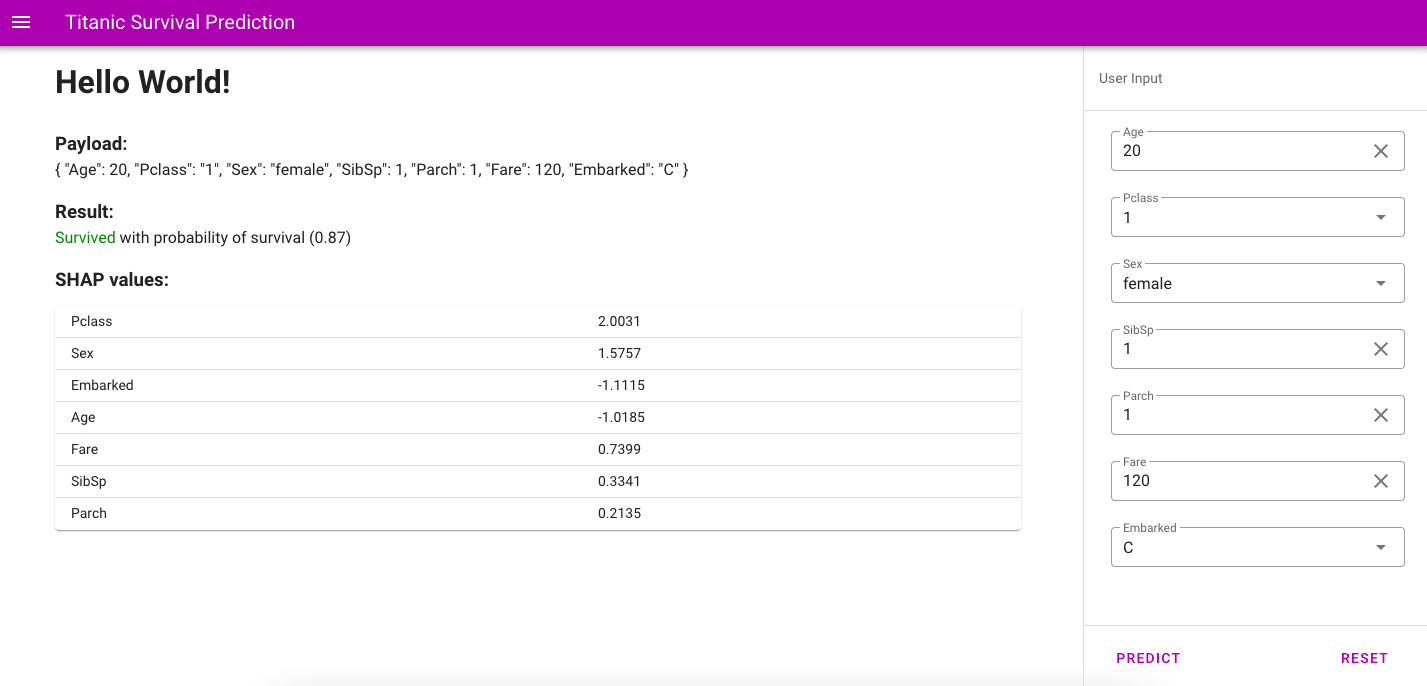 Titanic Survival Prediction
Hello World!
Payload:
{ "Age": 20, "Pclass": "1", "Sex": "female", "SibSp": 1, "Parch": 1, "Fare": 120, "Embarked": "C" }
Result:
Survived with probability of survival (0.87)
SHAP values:
Pclass 2.0031
Sex 1.5757
Embarked -1.1115
Age -1.0185
Fare 0.7399
SibSp 0.3341
Parch 0.2135
User Input
Age
20
Pclass
1
Sex
female
SibSp
1
Parch
1
Fare
120
Embarked
C
PREDICT RESET